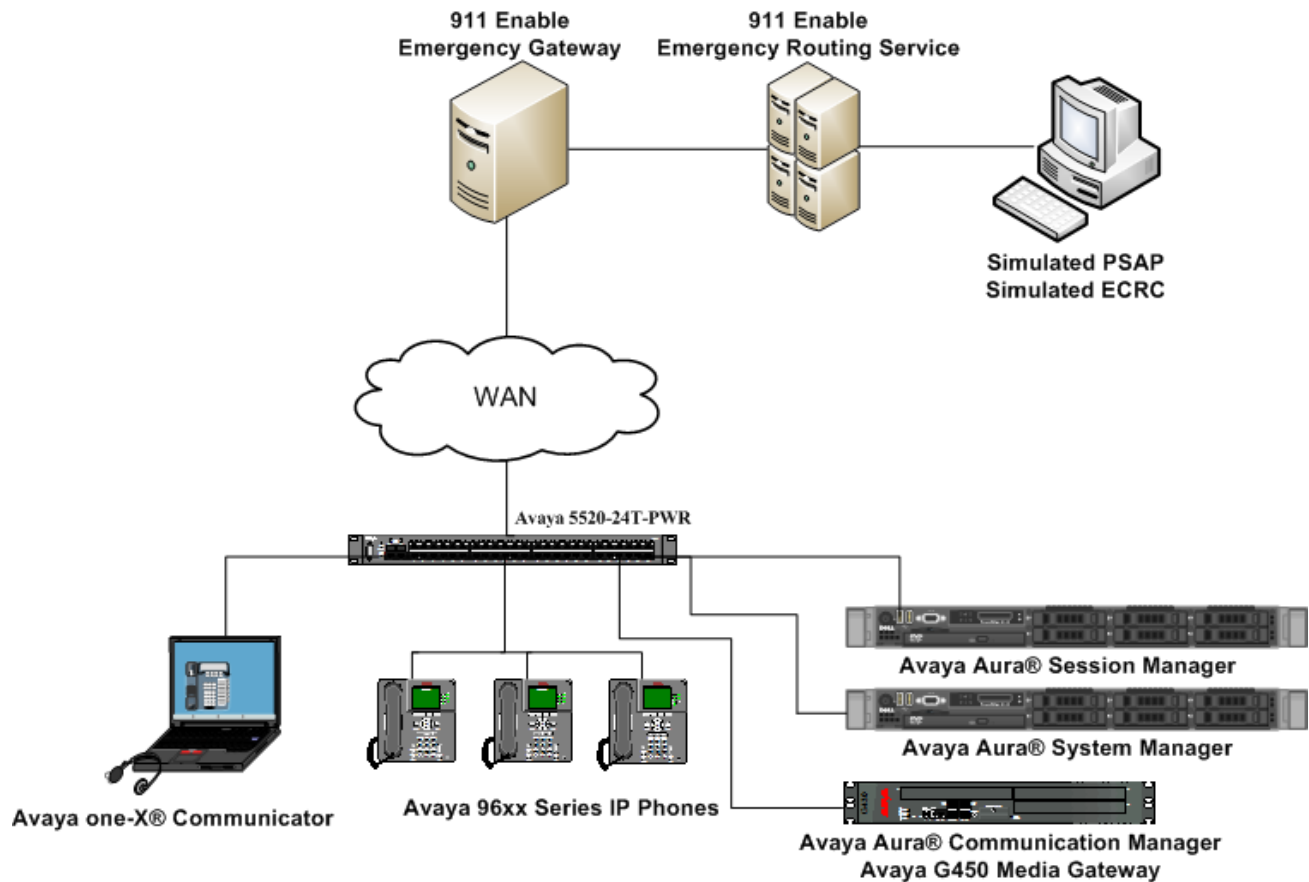 911 Enable
Emergency Gateway
911 Enable
Emergency Routing Service
Simulated PSAP
Simulated ECRC
WAN
Avaya 5520-24T-PWR
Avaya Aura® Session Manager
Avaya Aura® System Manager
Avaya one-X® Communicator
Avaya 96xx Series IP Phones
G450
Avaya Aura® Communication Manager
Avaya G450 Media Gateway